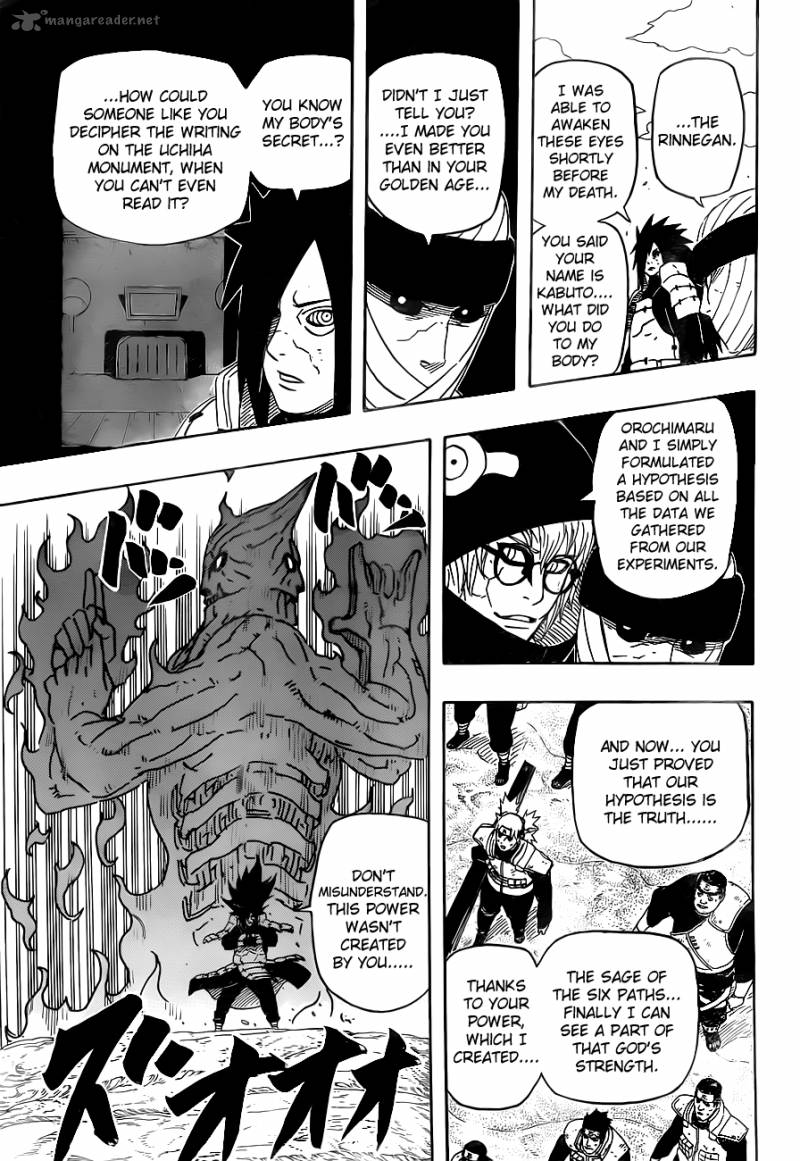 mangareader.net
...THE
RINNEGAN.
I WAS
ABLE TO
AWAKEN
THESE EYES
SHORTLY
BEFORE
MY DEATH.
YOU SAID
YOUR
NAME IS
KABUTO....
WHAT DID
YOU DO
TO MY
BODY?
DIDN'T I JUST
TELL YOU?
....I MADE YOU
EVEN BETTER
THAN IN YOUR
GOLDEN AGE...
YOU KNOW
MY BODY'S
SECRET...?
...HOW COULD
SOMEONE LIKE YOU
DECIPHER THE WRITING
ON THE UCHIHA
MONUMENT, WHEN
YOU CAN'T EVEN
READ IT?
OROCHIMARU
AND I SIMPLY
FORMULATED
A HYPOTHESIS
BASED ON ALL
THE DATA WE
GATHERED
FROM OUR
EXPERIMENTS.
AND NOW... YOU
JUST PROVED
THAT OUR
HYPOTHESIS IS
THE TRUTH......
THE SAGE OF
THE SIX PATHS...
FINALLY I CAN
SEE A PART OF
THAT GOD'S
STRENGTH.
THANKS
TO YOUR
POWER,
WHICH I
CREATED....
ドドド
DON'T
MISUNDERSTAND.
THIS POWER
WASN'T
CREATED
BY YOU.....
ズオオオ